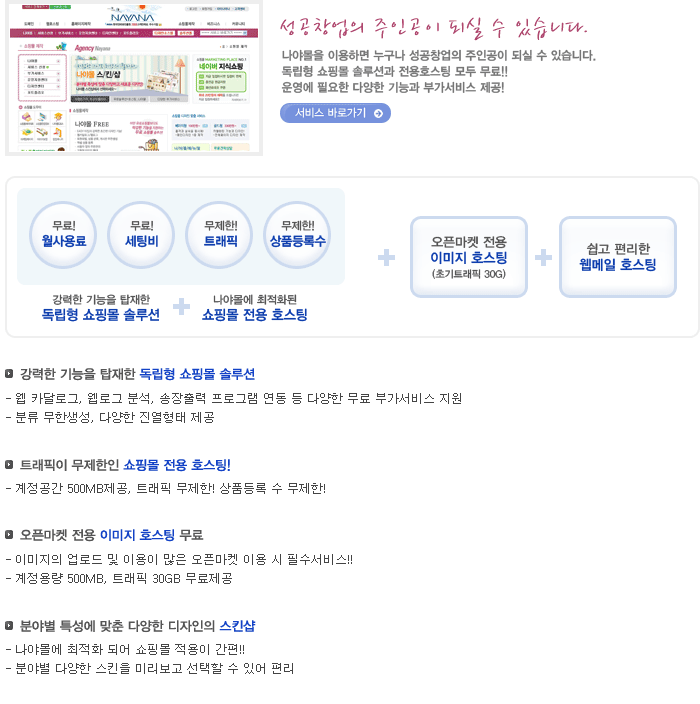 NAYANA
Agency Nayana
나야몰 스킨샵
네이버 지식쇼핑
나야몰 FREE
성공창업의 주인공이 되실 수 있습니다.
나야몰을 이용하면 누구나 성공창업의 주인공이 되실 수 있습니다.
독립형 쇼핑몰 솔루션과 전용호스팅 모두 무료!!
운영에 필요한 다양한 기능과 부가서비스 제공!
서비스 바로가기
무료! 무료! 무제한! 무제한!
월사용료 세팅비 트래픽 상품등록수
강력한 기능을 탑재한
독립형 쇼핑몰 솔루션
나야몰에 최적화된
쇼핑몰 전용 호스팅
오픈마켓 전용
이미지 호스팅
(초기트래픽 30G)
쉽고 편리한
웹메일 호스팅
강력한 기능을 탑재한 독립형 쇼핑몰 솔루션
- 웹 카달로그, 웹로그 분석, 송장출력 프로그램 연동 등 다양한 무료 부가서비스 지원
- 분류 무한생성, 다양한 진열형태 제공
트래픽이 무제한인 쇼핑몰 전용 호스팅!
- 계정공간 500MB제공, 트래픽 무제한! 상품등록 수 무제한!
오픈마켓 전용 이미지 호스팅 무료
- 이미지의 업로드 및 이용이 많은 오픈마켓 이용 시 필수서비스!!
- 계정용량 500MB, 트래픽 30GB 무료제공
분야별 특성에 맞춘 다양한 디자인의 스킨샵
- 나야몰에 최적화 되어 쇼핑몰 적용이 간편!!
- 분야별 다양한 스킨을 미리보고 선택할 수 있어 편리